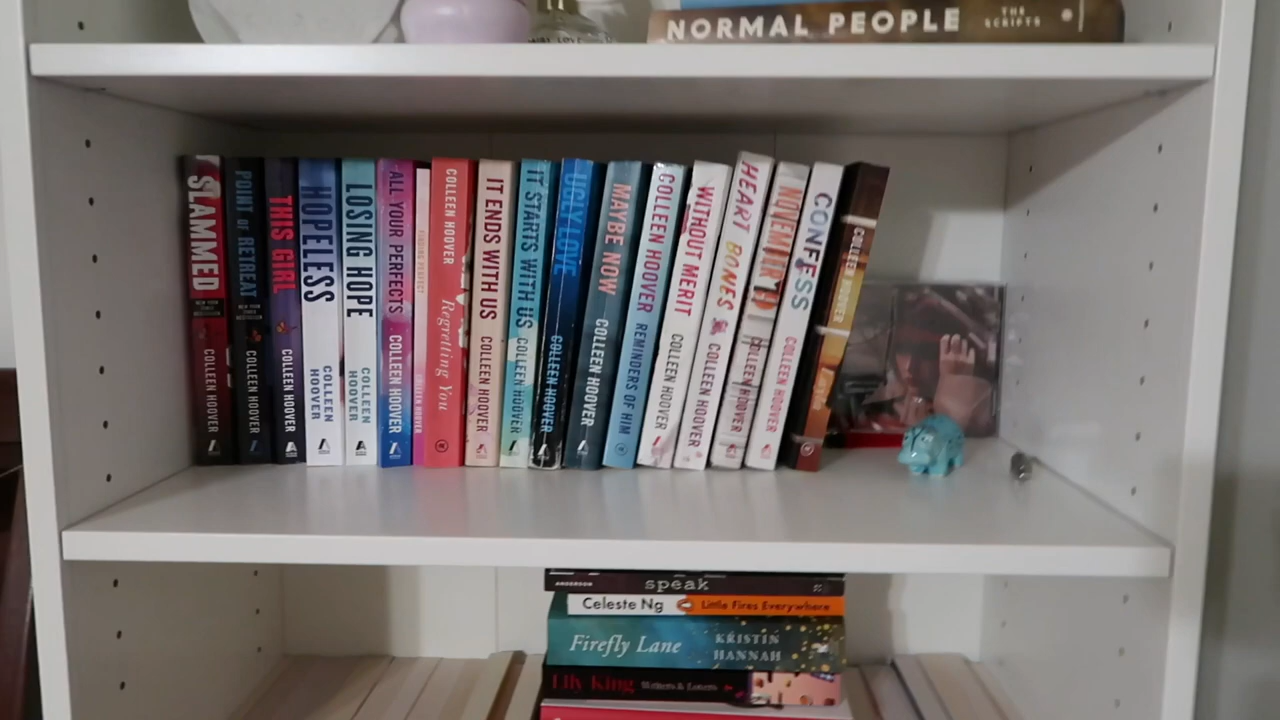 NORMAL PEOPLE THE SCRIPTS
SLAMMED COLLEEN HOOVER
POINT OF RETREAT COLLEEN HOOVER
THIS GIRL COLLEEN HOOVER
HOPELESS COLLEEN HOOVER
LOSING HOPE COLLEEN HOOVER
ALL YOUR PERFECTS COLLEEN HOOVER
FINDING PERFECT COLLEEN HOOVER
COLLEEN HOOVER Regretting You
IT ENDS WITH US COLLEEN HOOVER
IT STARTS WITH US COLLEEN HOOVER
UGLY LOVE COLLEEN HOOVER
MAYBE NOW COLLEEN HOOVER
COLLEEN HOOVER REMINDERS OF HIM
WITHOUT MERIT COLLEEN HOOVER
HEART BONES COLLEEN HOOVER
NOVEMBER 9 COLLEEN HOOVER
CONFESS COLLEEN HOOVER
COLLEEN HOOVER
ANDERSON speak
Celeste Ng Little Fires Everywhere
Firefly Lane KRISTIN HANNAH
Lily King Writers & Lovers